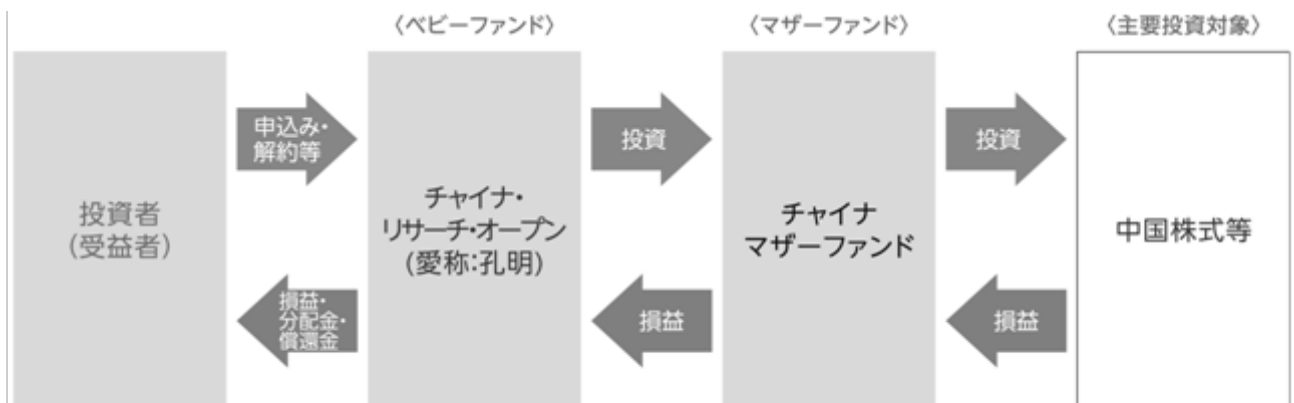 〈ベビーファンド〉
〈マザーファンド〉
〈主要投資対象〉
申込み・
解約等
投資
投資
投資者
(受益者)
チャイナ・
リサーチ・オープン
(愛称:孔明)
チャイナ
マザーファンド
中国株式等
損益・
分配金・
償還金
損益
損益